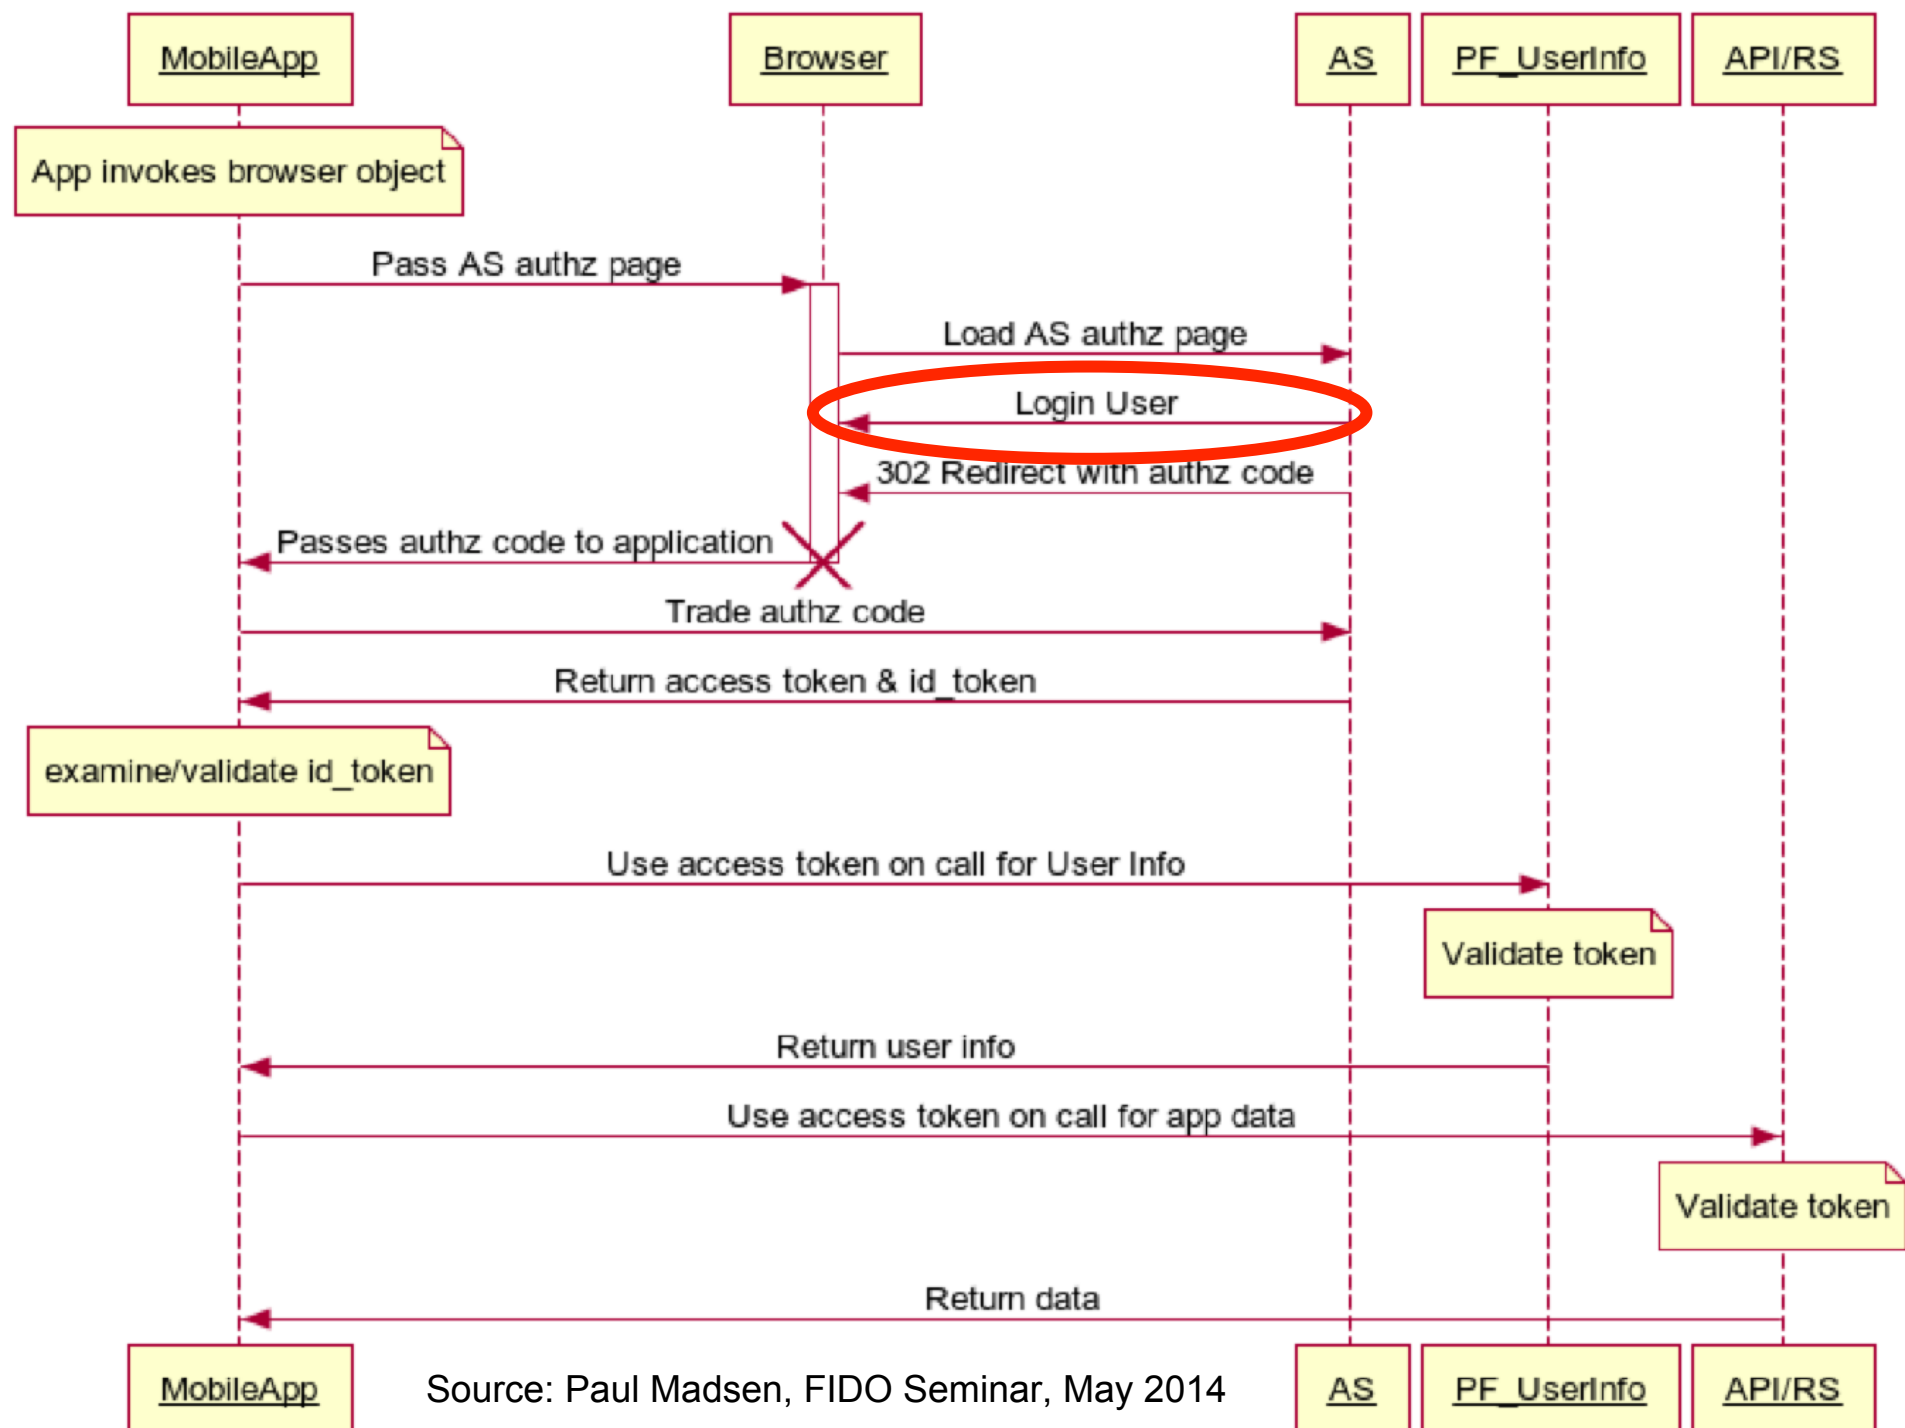 MobileApp
Browser
AS
PF_UserInfo
API/RS
App invokes browser object
Pass AS authz page
Load AS authz page
Login User
302 Redirect with authz code
Passes authz code to application
Trade authz code
Return access token & id_token
examine/validate id_token
Use access token on call for User Info
Validate token
Return user info
Use access token on call for app data
Validate token
Return data
MobileApp
Source: Paul Madsen, FIDO Seminar, May 2014
AS
PF_UserInfo
API/RS